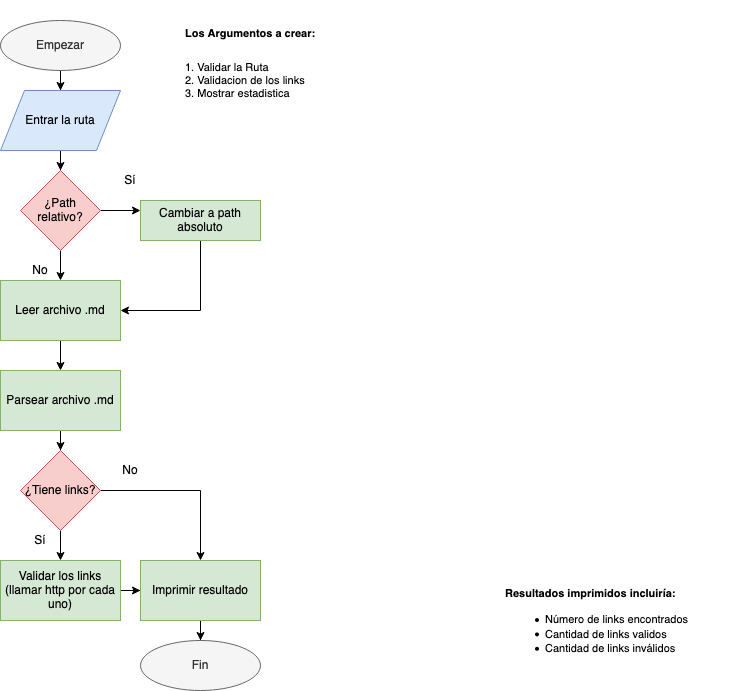 Empezar
Los Argumentos a crear:
1. Validar la Ruta
2. Validacion de los links
3. Mostrar estadistica
Entrar la ruta
Sí
¿Path
relativo?
Cambiar a path
absoluto
No
Leer archivo .md
Parsear archivo .md
No
¿Tiene links?
Sí
Validar los links
(llamar http por cada
uno)
Imprimir resultado
Resultados imprimidos incluiría:
• Número de links encontrados
• Cantidad de links validos
• Cantidad de links inválidos
Fin